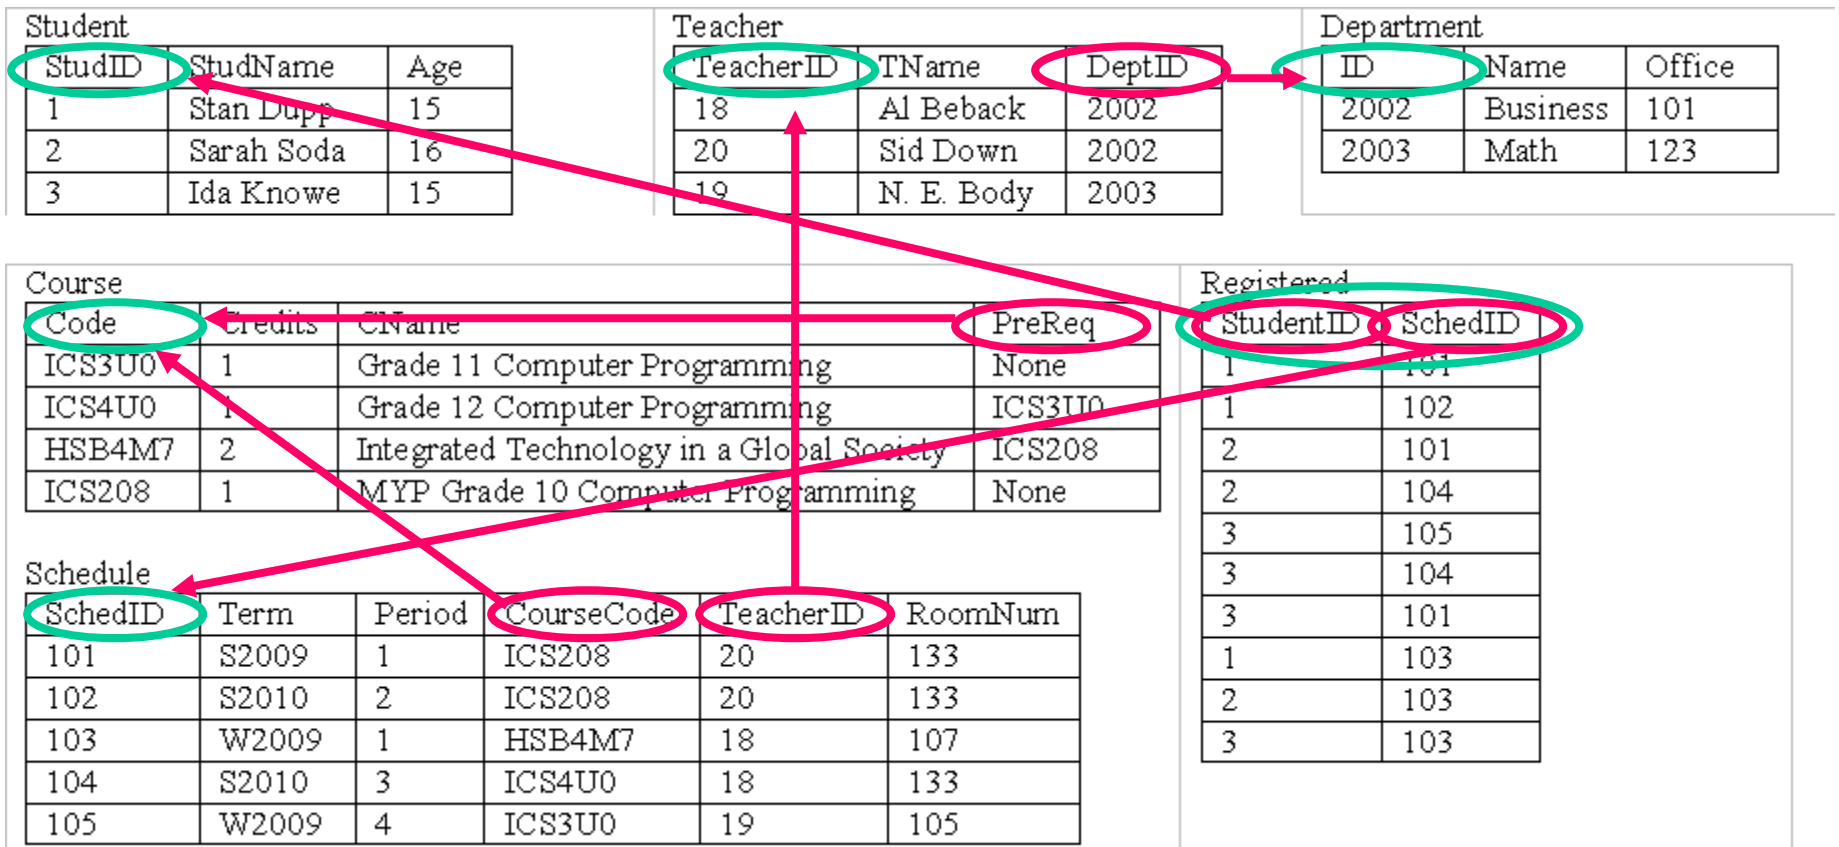 Student
StudID StudName Age
1 Stan Dupp 15
2 Sarah Soda 16
3 Ida Knowe 15
Teacher
TeacherID TName DeptID
18 Al Beback 2002
20 Sid Down 2002
19 N. E. Body 2003
Department
ID Name Office
2002 Business 101
2003 Math 123
Course
Code Credits CName PreReq
ICS3U0 1 Grade 11 Computer Programming None
ICS4U0 1 Grade 12 Computer Programming ICS3U0
HSB4M7 2 Integrated Technology in a Global Society ICS208
ICS208 1 MYP Grade 10 Computer Programming None
Registered
StudentID SchedID
1 101
1 102
2 101
2 104
3 105
3 104
3 101
1 103
2 103
3 103
Schedule
SchedID Term Period CourseCode TeacherID RoomNum
101 S2009 1 ICS208 20 133
102 S2010 2 ICS208 20 133
103 W2009 1 HSB4M7 18 107
104 S2010 3 ICS4U0 18 133
105 W2009 4 ICS3U0 19 105